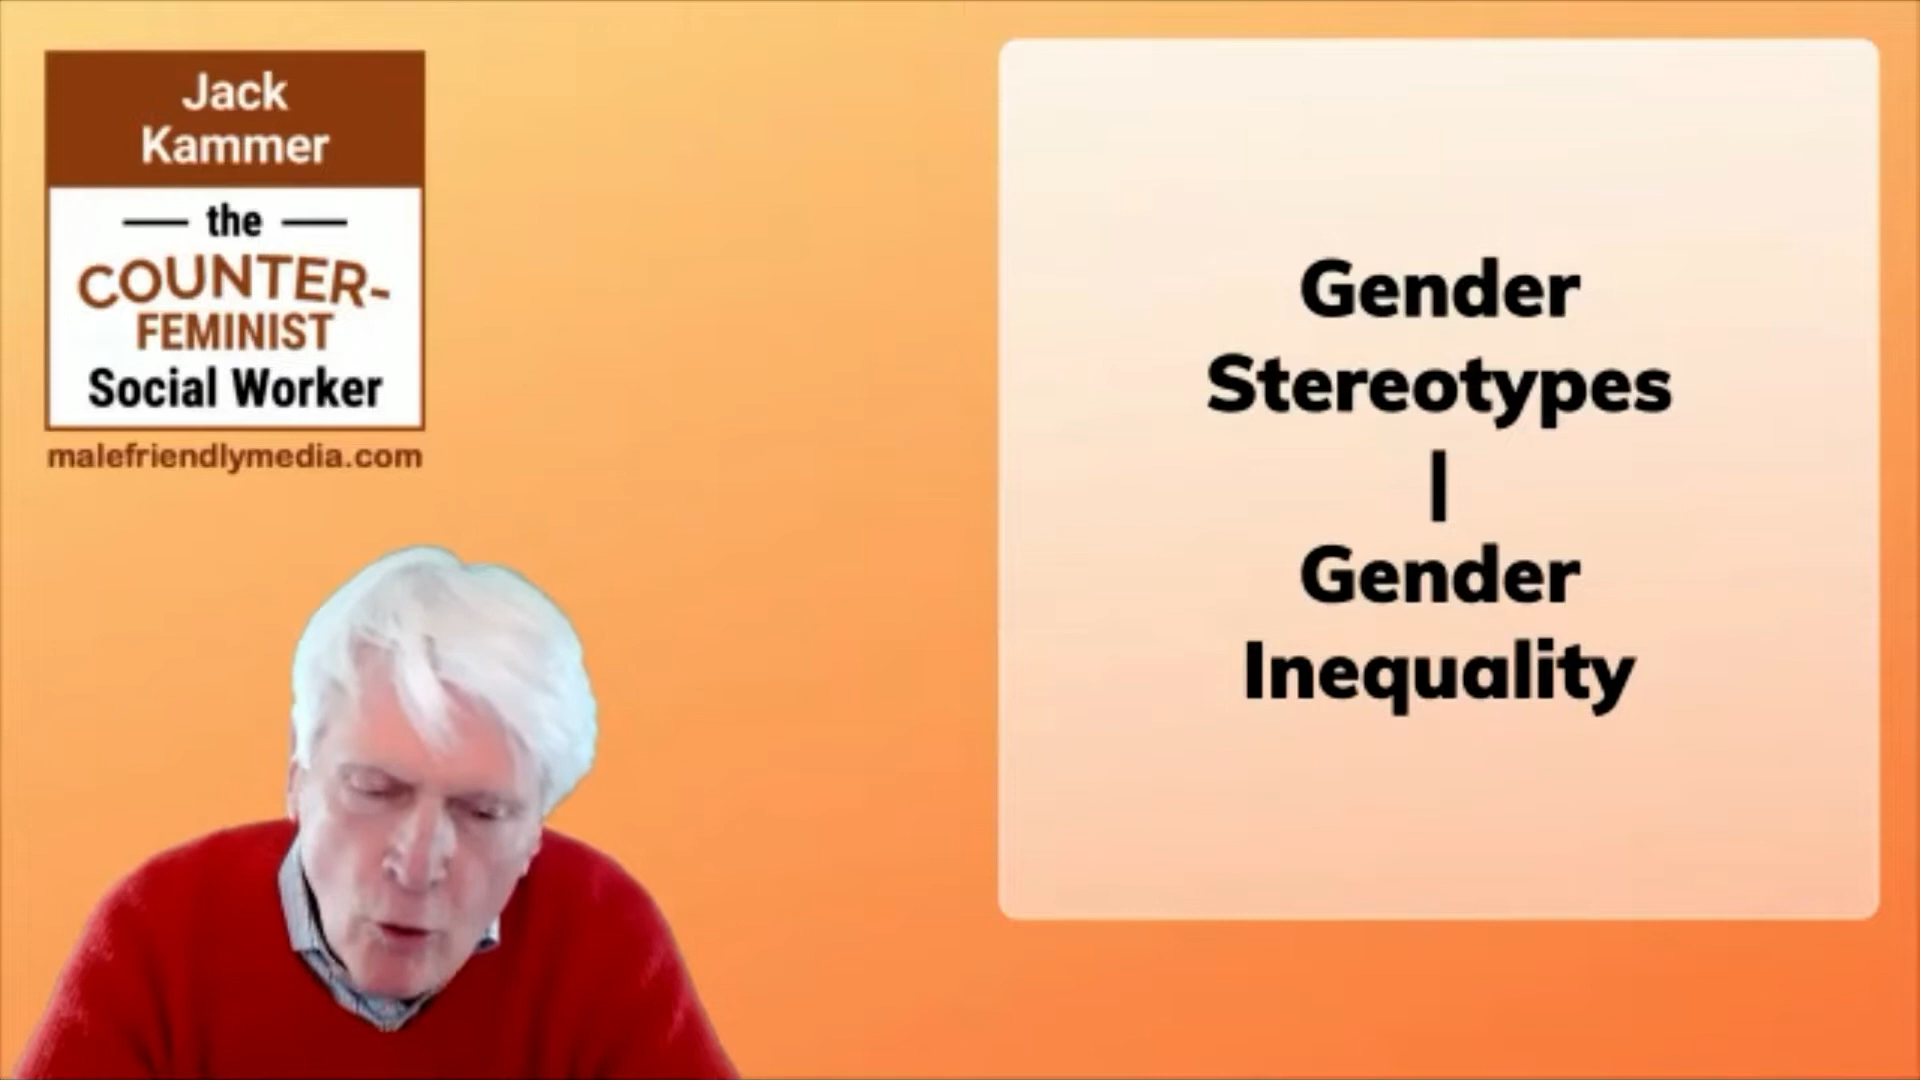 Jack
Kammer
the
COUNTER-
FEMINIST
Social Worker
malefriendlymedia.com
Gender
Stereotypes
|
Gender
Inequality